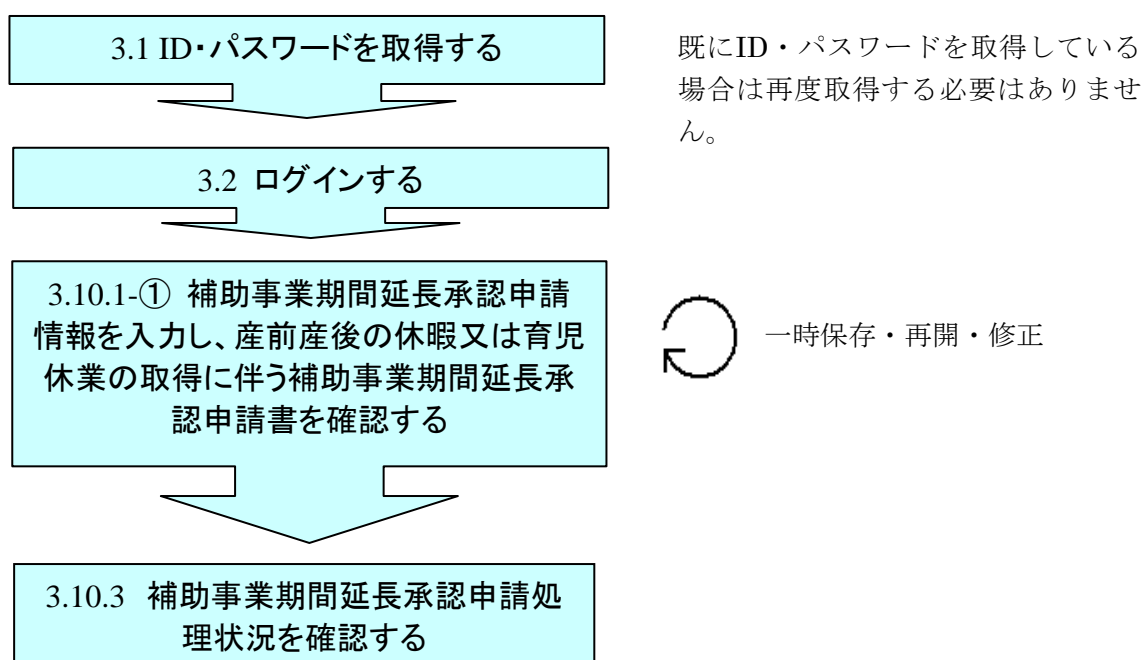 3.1 ID・パスワードを取得する
既にID・パスワードを取得している
場合は再度取得する必要はありませ
ん。
3.2 ログインする
3.10.1-① 補助事業期間延長承認申請
情報を入力し、産前産後の休暇又は育児
休業の取得に伴う補助事業期間延長承
認申請書を確認する
一時保存・再開・修正
3.10.3 補助事業期間延長承認申請処
理状況を確認する